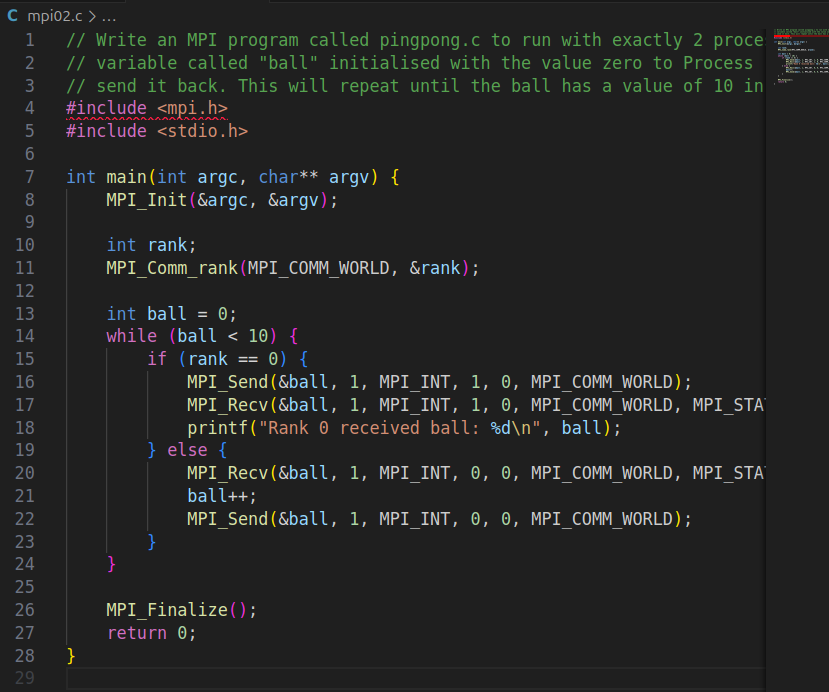 C mpi02.c > ...
1 // Write an MPI program called pingpong.c to run with exactly 2 proce
2 // variable called "ball" initialised with the value zero to Process
3 // send it back. This will repeat until the ball has a value of 10 in
4 #include <mpi.h>
5 #include <stdio.h>
6
7 int main(int argc, char** argv) {
8     MPI_Init(&argc, &argv);
9
10     int rank;
11     MPI_Comm_rank(MPI_COMM_WORLD, &rank);
12
13     int ball = 0;
14     while (ball < 10) {
15         if (rank == 0) {
16             MPI_Send(&ball, 1, MPI_INT, 1, 0, MPI_COMM_WORLD);
17             MPI_Recv(&ball, 1, MPI_INT, 1, 0, MPI_COMM_WORLD, MPI_STA
18             printf("Rank 0 received ball: %d\n", ball);
19         } else {
20             MPI_Recv(&ball, 1, MPI_INT, 0, 0, MPI_COMM_WORLD, MPI_STA
21             ball++;
22             MPI_Send(&ball, 1, MPI_INT, 0, 0, MPI_COMM_WORLD);
23         }
24     }
25
26     MPI_Finalize();
27     return 0;
28 }
29